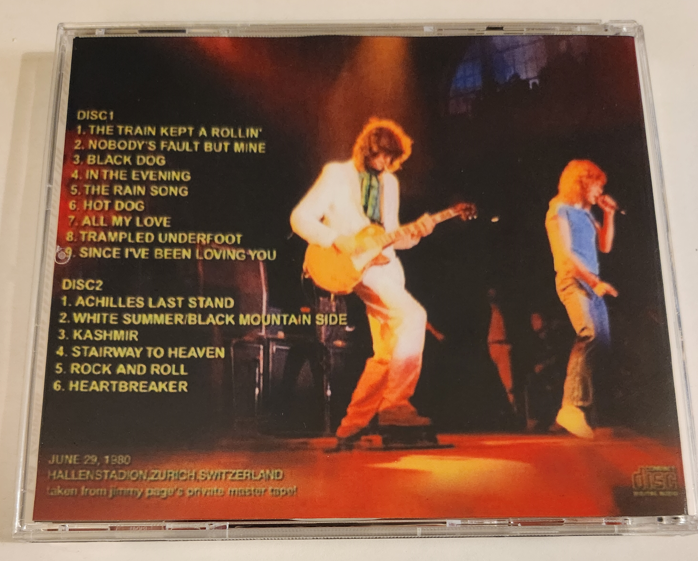 DISC1
1. THE TRAIN KEPT A ROLLIN'
2. NOBODY'S FAULT BUT MINE
3. BLACK DOG
4. IN THE EVENING
5. THE RAIN SONG
6. HOT DOG
7. ALL MY LOVE
8. TRAMPLED UNDERFOOT
9. SINCE I'VE BEEN LOVING YOU
DISC2
1. ACHILLES LAST STAND
2. WHITE SUMMER/BLACK MOUNTAIN SIDE
3. KASHMIR
4. STAIRWAY TO HEAVEN
5. ROCK AND ROLL
6. HEARTBREAKER
JUNE 29, 1980
HALLENSTADION,ZURICH,SWITZERLAND
taken from jimmy page's private master tape!
COMPACT
disc
DIGITAL AUDIO